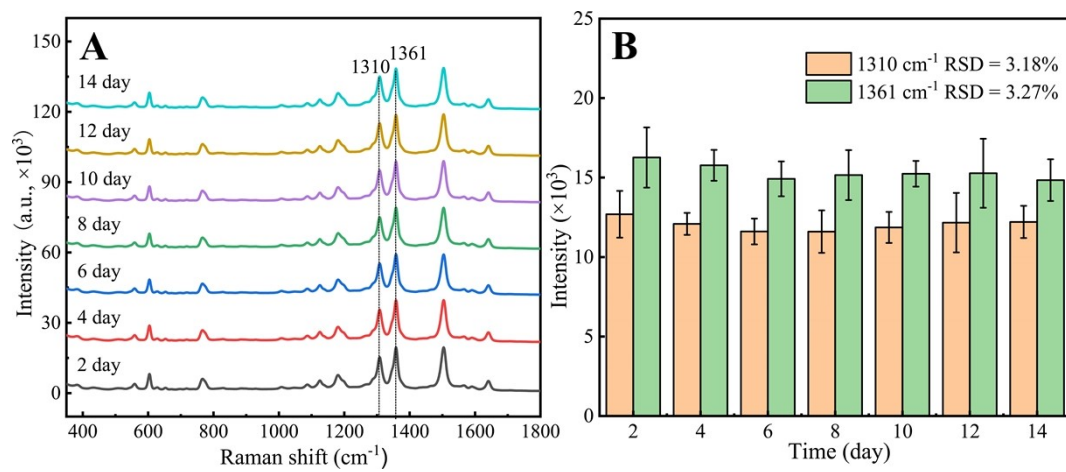 A
1310
1361
14 day
12 day
10 day
8 day
6 day
4 day
2 day
150
120
90
60
30
0
Intensity (a.u., ×10³)
400 600 800 1000 1200 1400 1600 1800
Raman shift (cm⁻¹)
B
1310 cm⁻¹ RSD = 3.18%
1361 cm⁻¹ RSD = 3.27%
25
20
15
10
5
0
Intensity (×10³)
2 4 6 8 10 12 14
Time (day)